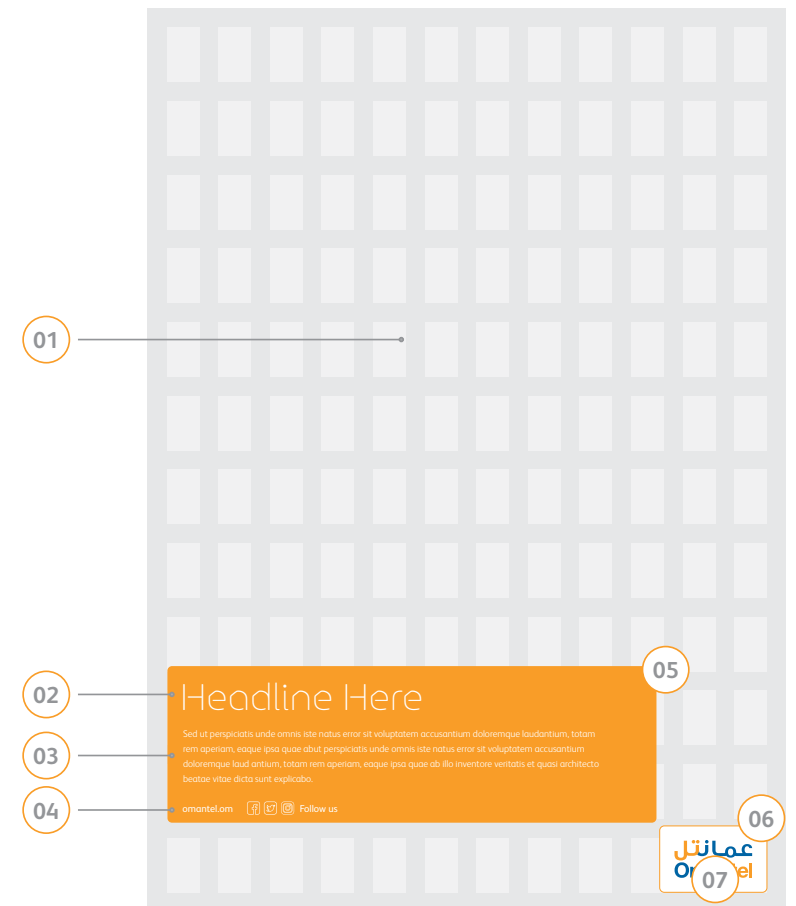 01
02
Headline Here
05
03
Sed ut perspiciatis unde omnis iste natus error sit voluptatem accusantium doloremque laudantium, totam
rem aperiam, eaque ipsa quae abut perspiciatis unde omnis iste natus error sit voluptatem accusantium
doloremque laud antium, totam rem aperiam, eaque ipsa quae ab illo inventore veritatis et quasi architecto
beatae vitae dicta sunt explicabo.
04
omantel.om Follow us
06
عمانتل
07